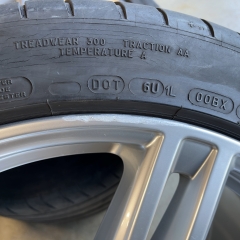 TREADWEAR 300 TRACTION AA
TEMPERATURE A
DOT 6U1L 00BX